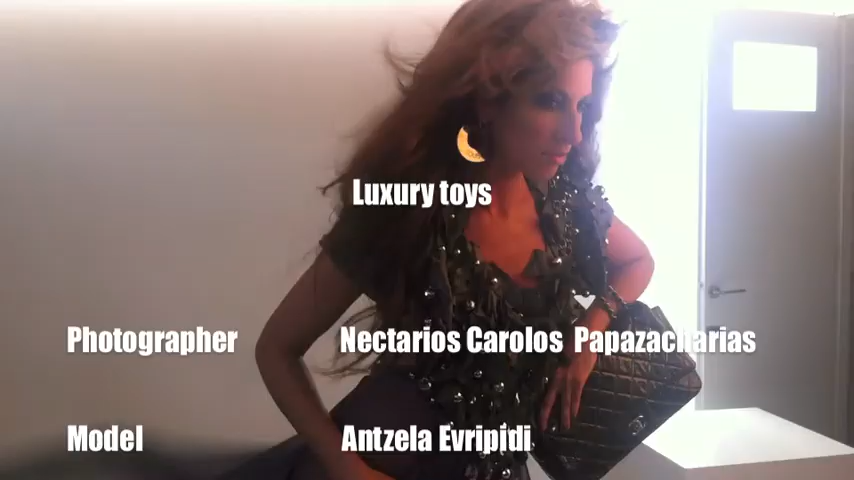 Luxury toys
Photographer Nectarios Carolos Papazacharias
Model Antzela Evripidi